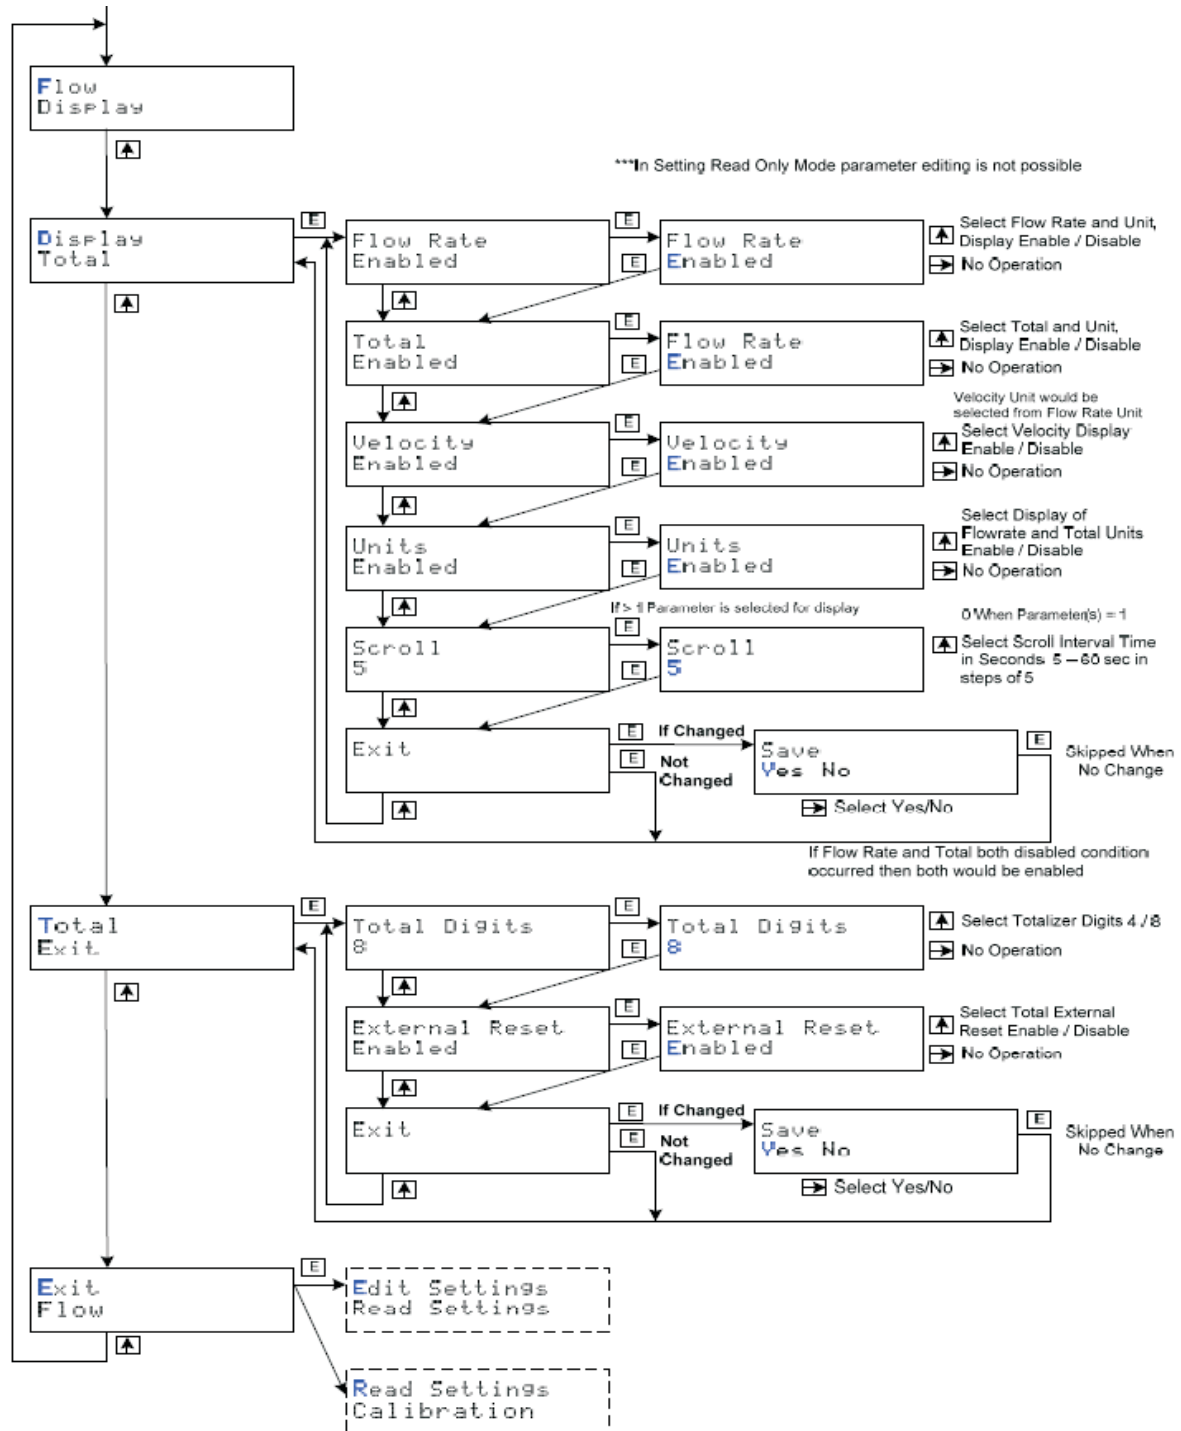 Flow
Display
***In Setting Read Only Mode parameter editing is not possible
Display
Total
E
Flow Rate
Enabled
E
E
Flow Rate
Enabled
Select Flow Rate and Unit,
Display Enable / Disable
No Operation
Total
Enabled
E
E
Flow Rate
Enabled
Select Total and Unit,
Display Enable / Disable
No Operation
Velocity Unit would be
selected from Flow Rate Unit
Velocity
Enabled
E
E
Velocity
Enabled
Select Velocity Display
Enable / Disable
No Operation
Units
Enabled
E
E
Units
Enabled
Select Display of
Flowrate and Total Units
Enable / Disable
No Operation
If > 1 Parameter is selected for display
0 When Parameter(s) = 1
Scroll
5
E
Scroll
5
Select Scroll Interval Time
in Seconds 5 – 60 sec in
steps of 5
Exit
E If Changed
E Not
Changed
Save
Yes No
E
Skipped When
No Change
Select Yes/No
If Flow Rate and Total both disabled condition
occurred then both would be enabled
Total
Exit
E
Total Digits
8
E
E
Total Digits
8
Select Totalizer Digits 4 / 8
No Operation
External Reset
Enabled
E
E
External Reset
Enabled
Select Total External
Reset Enable / Disable
No Operation
Exit
E If Changed
E Not
Changed
Save
Yes No
E
Skipped When
No Change
Select Yes/No
Exit
Flow
E
Edit Settings
Read Settings
Read Settings
Calibration